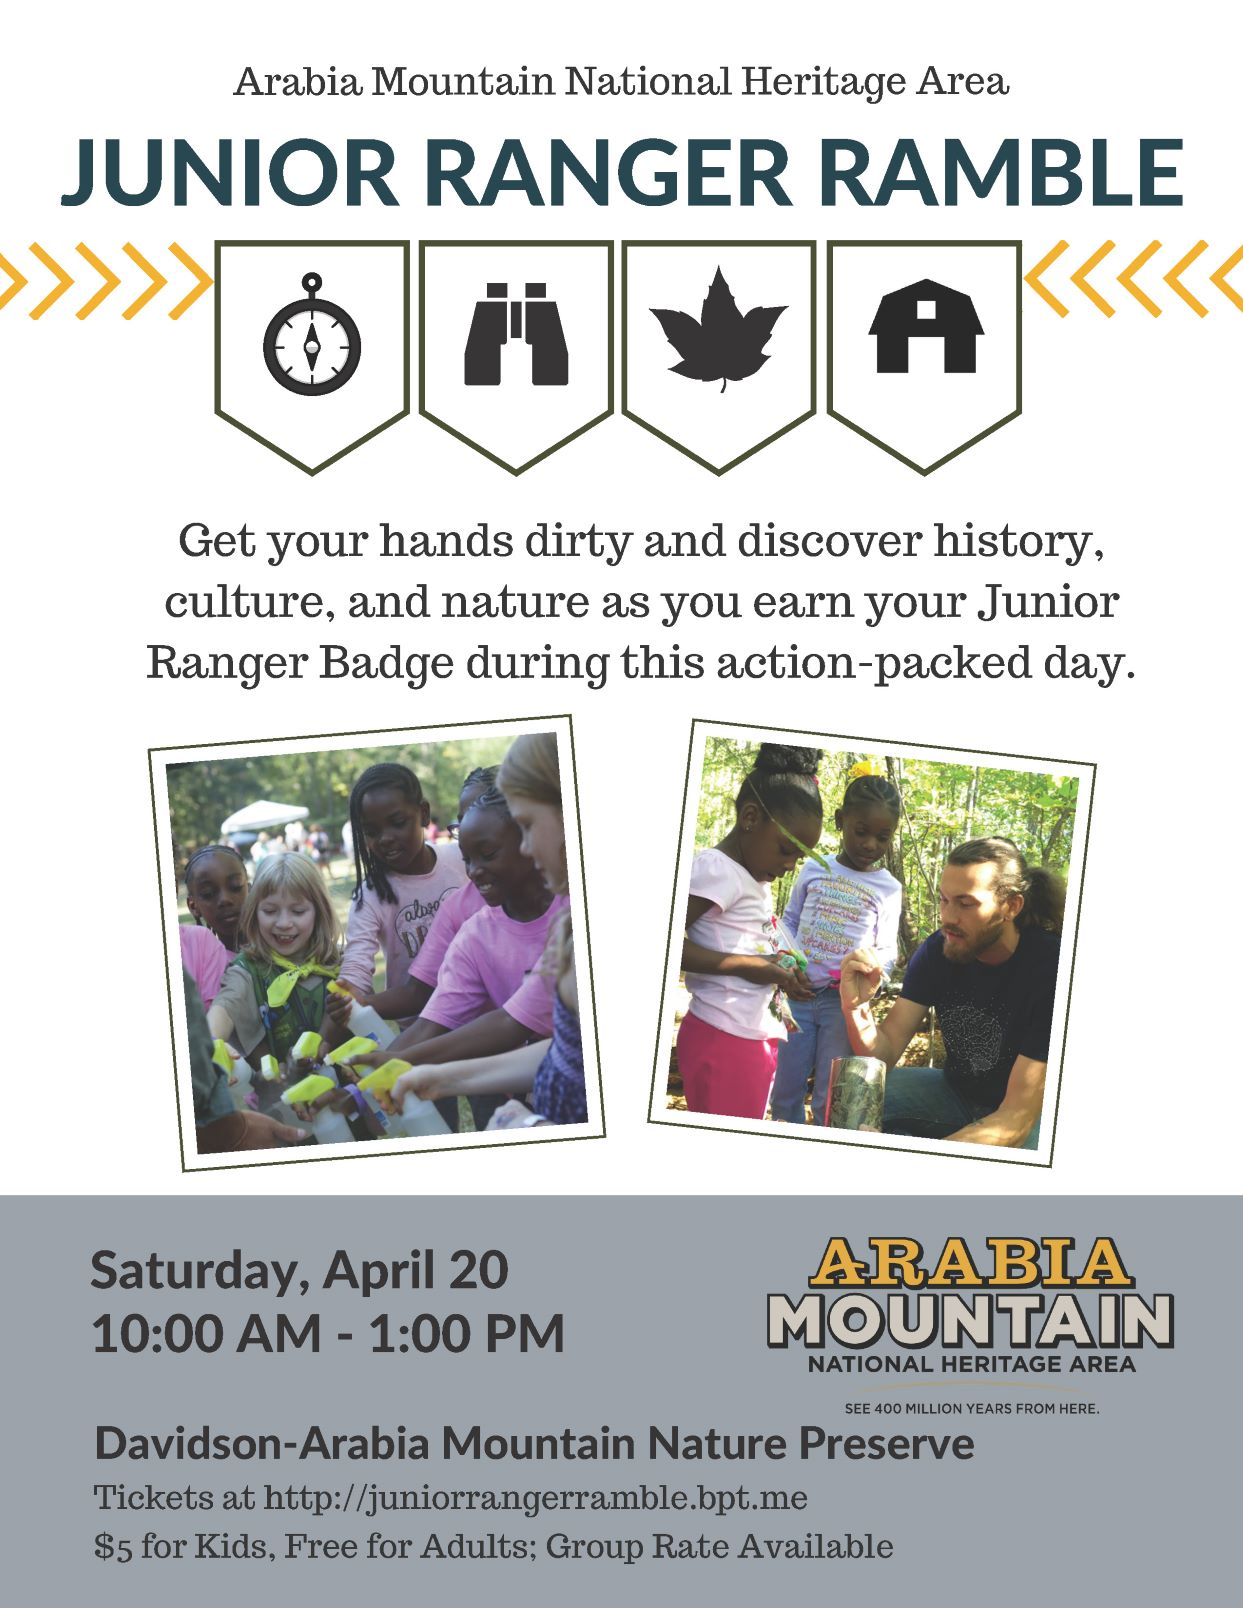 Arabia Mountain National Heritage Area
JUNIOR RANGER RAMBLE
Get your hands dirty and discover history,
culture, and nature as you earn your Junior
Ranger Badge during this action-packed day.
Saturday, April 20
10:00 AM - 1:00 PM
ARABIA
MOUNTAIN
NATIONAL HERITAGE AREA
SEE 400 MILLION YEARS FROM HERE.
Davidson-Arabia Mountain Nature Preserve
Tickets at http://juniorrangerramble.bpt.me
$5 for Kids, Free for Adults; Group Rate Available